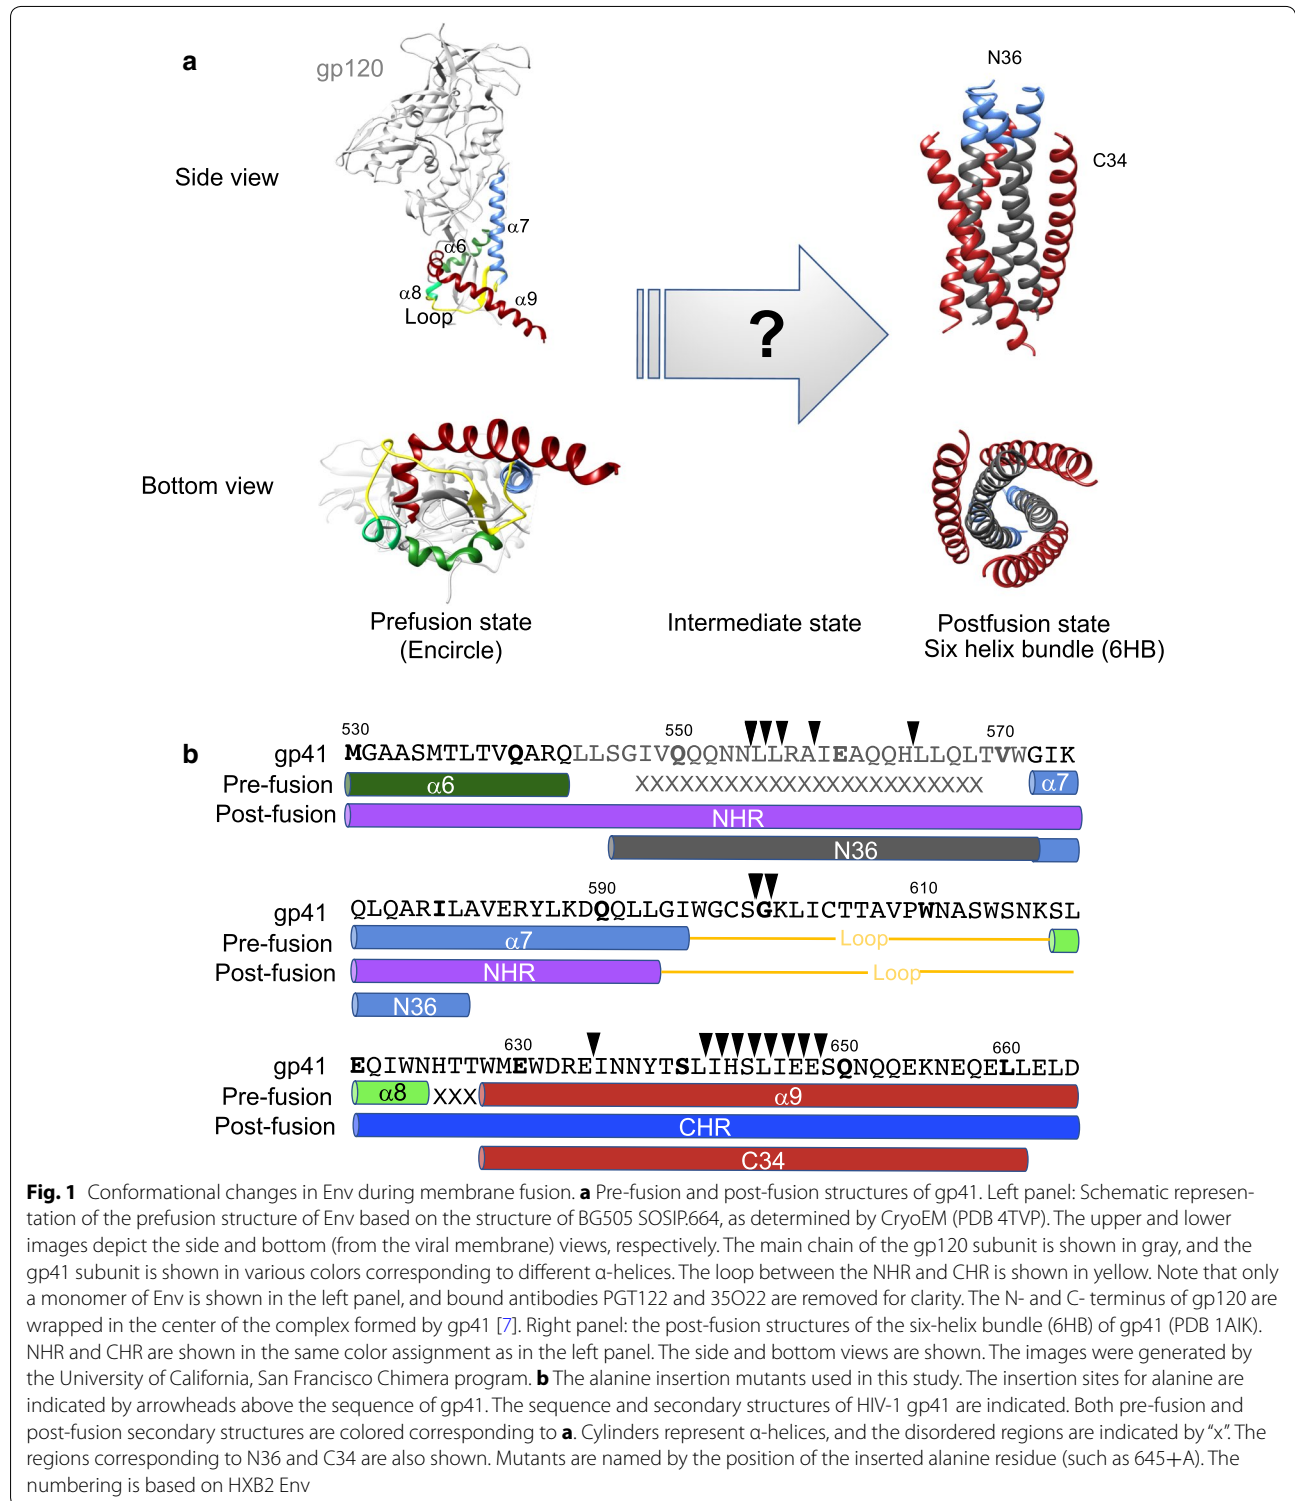 a
gp120
N36
C34
Side view
α7
α6
α8
α9
Loop
?
Bottom view
Prefusion state
(Encircle)
Intermediate state
Postfusion state
Six helix bundle (6HB)
b
530
550
570
gp41
MGAASMTLTVQARQLLSGIVQQQNNLLRAIEAQQHLLQLTVWGIK
Pre-fusion
α6
XXXXXXXXXXXXXXXXXXXXXXX
α7
Post-fusion
NHR
N36
590
610
gp41
QLQARILAVERYLKDQQLLGIWGCSGKLICTTAVPWNASWSNKSL
Pre-fusion
α7
Loop
Post-fusion
NHR
Loop
N36
630
650
660
gp41
EQIWNHTTWMEWDREINNYTSLIHSLIEESQNQQEKNEQELLELD
Pre-fusion
α8
XXX
α9
Post-fusion
CHR
C34
Fig. 1 Conformational changes in Env during membrane fusion. a Pre-fusion and post-fusion structures of gp41. Left panel: Schematic represen-
tation of the prefusion structure of Env based on the structure of BG505 SOSIP.664, as determined by CryoEM (PDB 4TVP). The upper and lower
images depict the side and bottom (from the viral membrane) views, respectively. The main chain of the gp120 subunit is shown in gray, and the
gp41 subunit is shown in various colors corresponding to different α-helices. The loop between the NHR and CHR is shown in yellow. Note that only
a monomer of Env is shown in the left panel, and bound antibodies PGT122 and 35O22 are removed for clarity. The N- and C- terminus of gp120 are
wrapped in the center of the complex formed by gp41 [7]. Right panel: the post-fusion structures of the six-helix bundle (6HB) of gp41 (PDB 1AIK).
NHR and CHR are shown in the same color assignment as in the left panel. The side and bottom views are shown. The images were generated by
the University of California, San Francisco Chimera program. b The alanine insertion mutants used in this study. The insertion sites for alanine are
indicated by arrowheads above the sequence of gp41. The sequence and secondary structures of HIV-1 gp41 are indicated. Both pre-fusion and
post-fusion secondary structures are colored corresponding to a. Cylinders represent α-helices, and the disordered regions are indicated by “x”. The
regions corresponding to N36 and C34 are also shown. Mutants are named by the position of the inserted alanine residue (such as 645+A). The
numbering is based on HXB2 Env